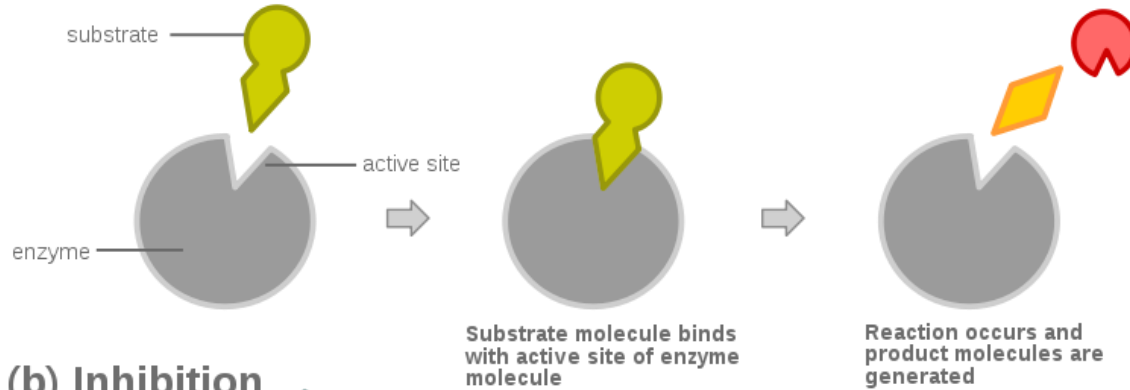 substrate
active site
enzyme
Substrate molecule binds
with active site of enzyme
molecule
Reaction occurs and
product molecules are
generated
(b) Inhibition